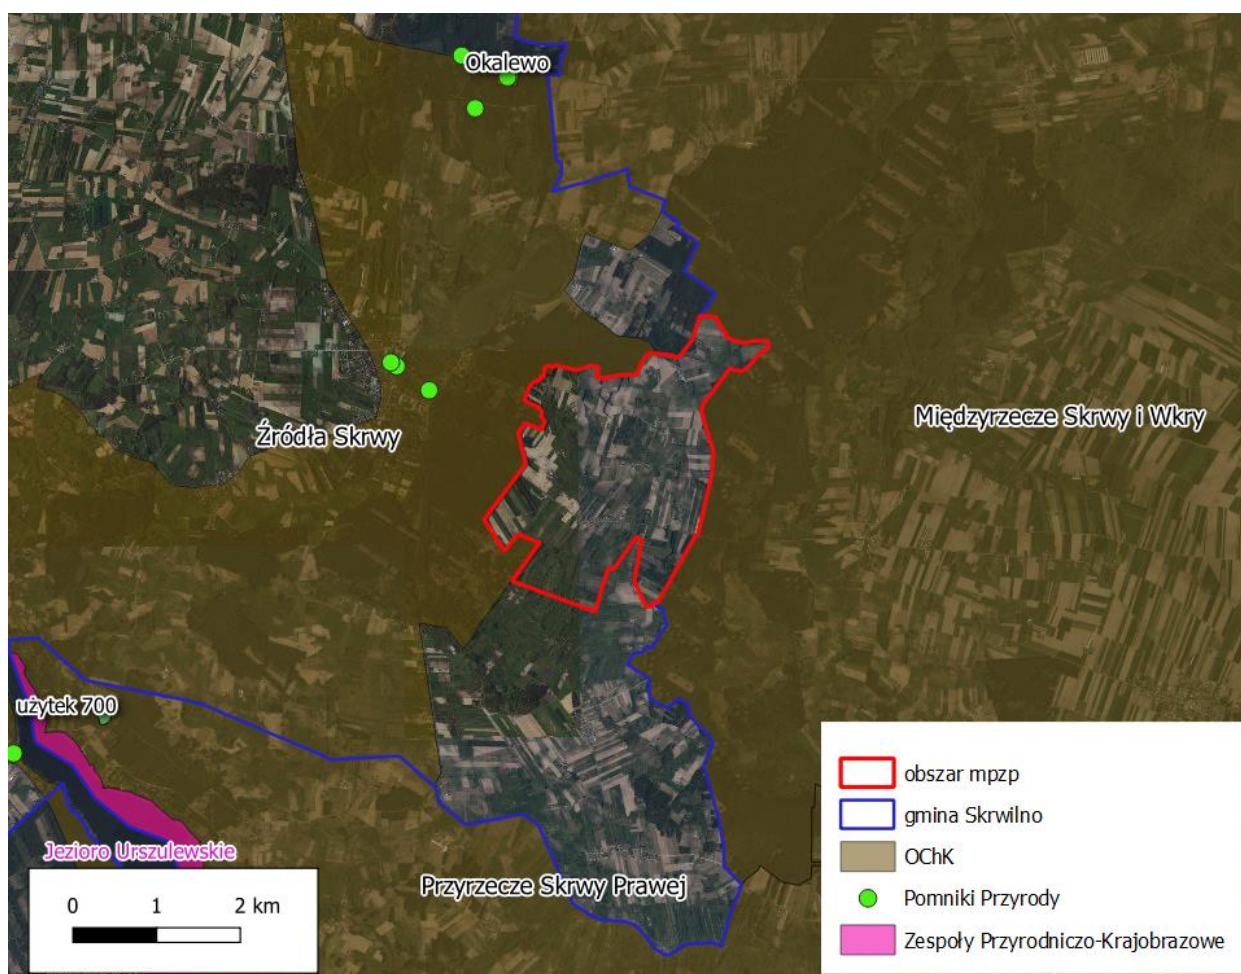 Okalewo
Źródła Skrwy
Międzyrzecze Skrwy i Wkry
użytek 700
Jezioro Urszulewskie
Przyrzecze Skrwy Prawej
0 1 2 km
obszar mpzp
gmina Skrwilno
OChK
Pomniki Przyrody
Zespoły Przyrodniczo-Krajobrazowe